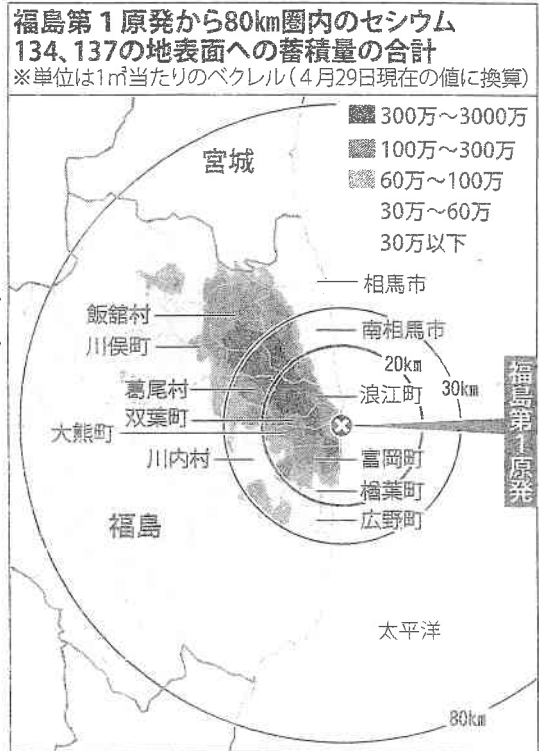 福島第１原発から80km圏内のセシウム
134、137の地表面への蓄積量の合計
※単位は1㎡当たりのベクレル(４月29日現在の値に換算)
300万～3000万
100万～300万
60万～100万
30万～60万
30万以下
宮城
相馬市
飯舘村
南相馬市
川俣町
20km
30km
葛尾村
浪江町
双葉町
大熊町
福島第１原発
川内村
富岡町
楢葉町
広野町
福島
太平洋
80km